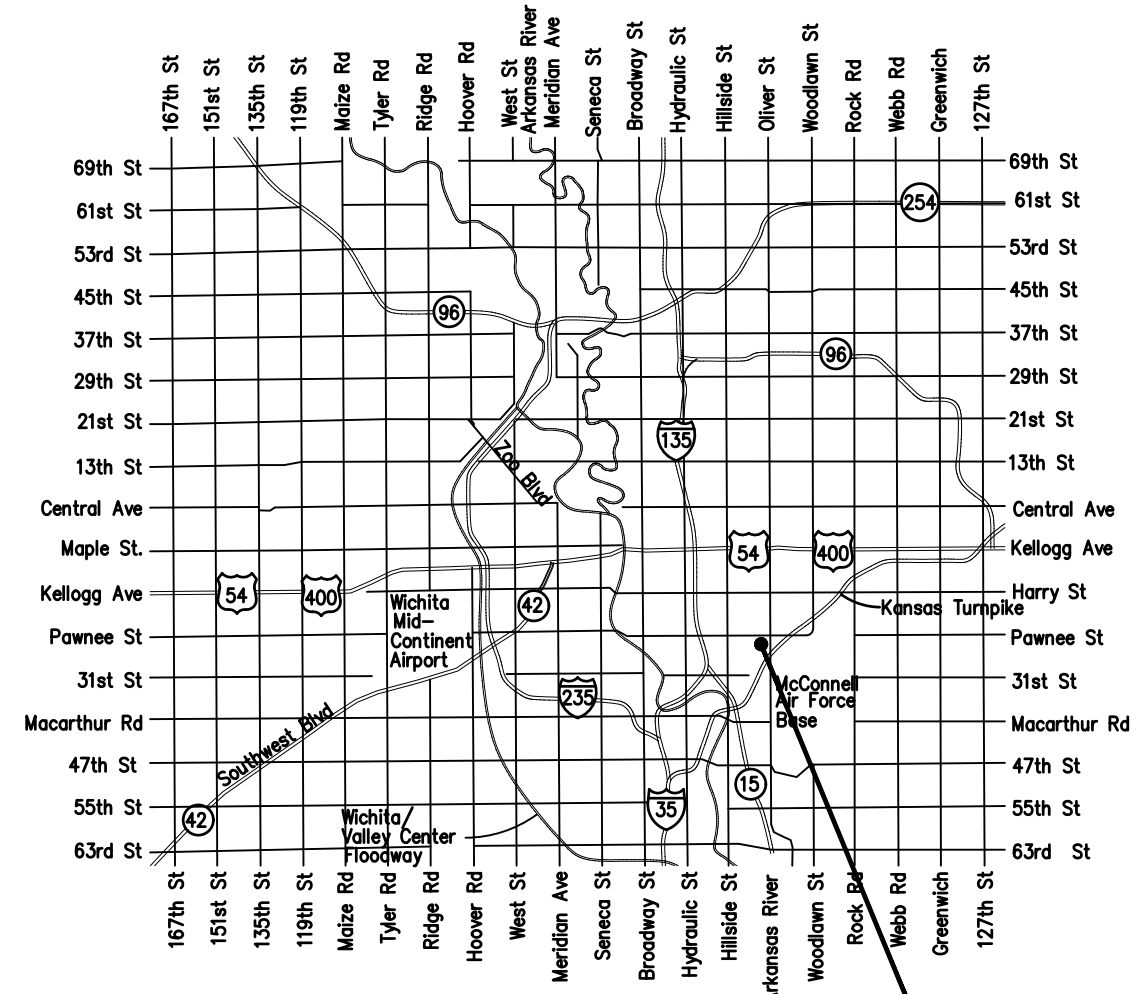 167th St
151st St
135th St
119th St
Maize Rd
Tyler Rd
Ridge Rd
Hoover Rd
West St
Arkansas River
Meridian Ave
Seneca St
Broadway St
Hydraulic St
Hillside St
Oliver St
Woodlawn St
Rock Rd
Webb Rd
Greenwich
127th St
69th St
69th St
61st St
254
61st St
53rd St
53rd St
45th St
45th St
96
37th St
37th St
96
29th St
29th St
21st St
21st St
135
13th St
13th St
Zoo Blvd
Central Ave
Central Ave
Maple St.
54
400
Kellogg Ave
Kellogg Ave
54
400
Harry St
Wichita
Mid-
Continent
Airport
42
Kansas Turnpike
Pawnee St
Pawnee St
31st St
31st St
235
McConnell
Air Force
Base
Macarthur Rd
Macarthur Rd
Southwest Blvd
47th St
47th St
15
55th St
55th St
42
35
Wichita/
Valley Center
Floodway
63rd St
63rd St
167th St
151st St
135th St
119th St
Maize Rd
Tyler Rd
Ridge Rd
Hoover Rd
West St
Meridian Ave
Seneca St
Broadway St
Hydraulic St
Hillside St
rkansas River
Woodlawn St
Rock Rd
Webb Rd
Greenwich
127th St